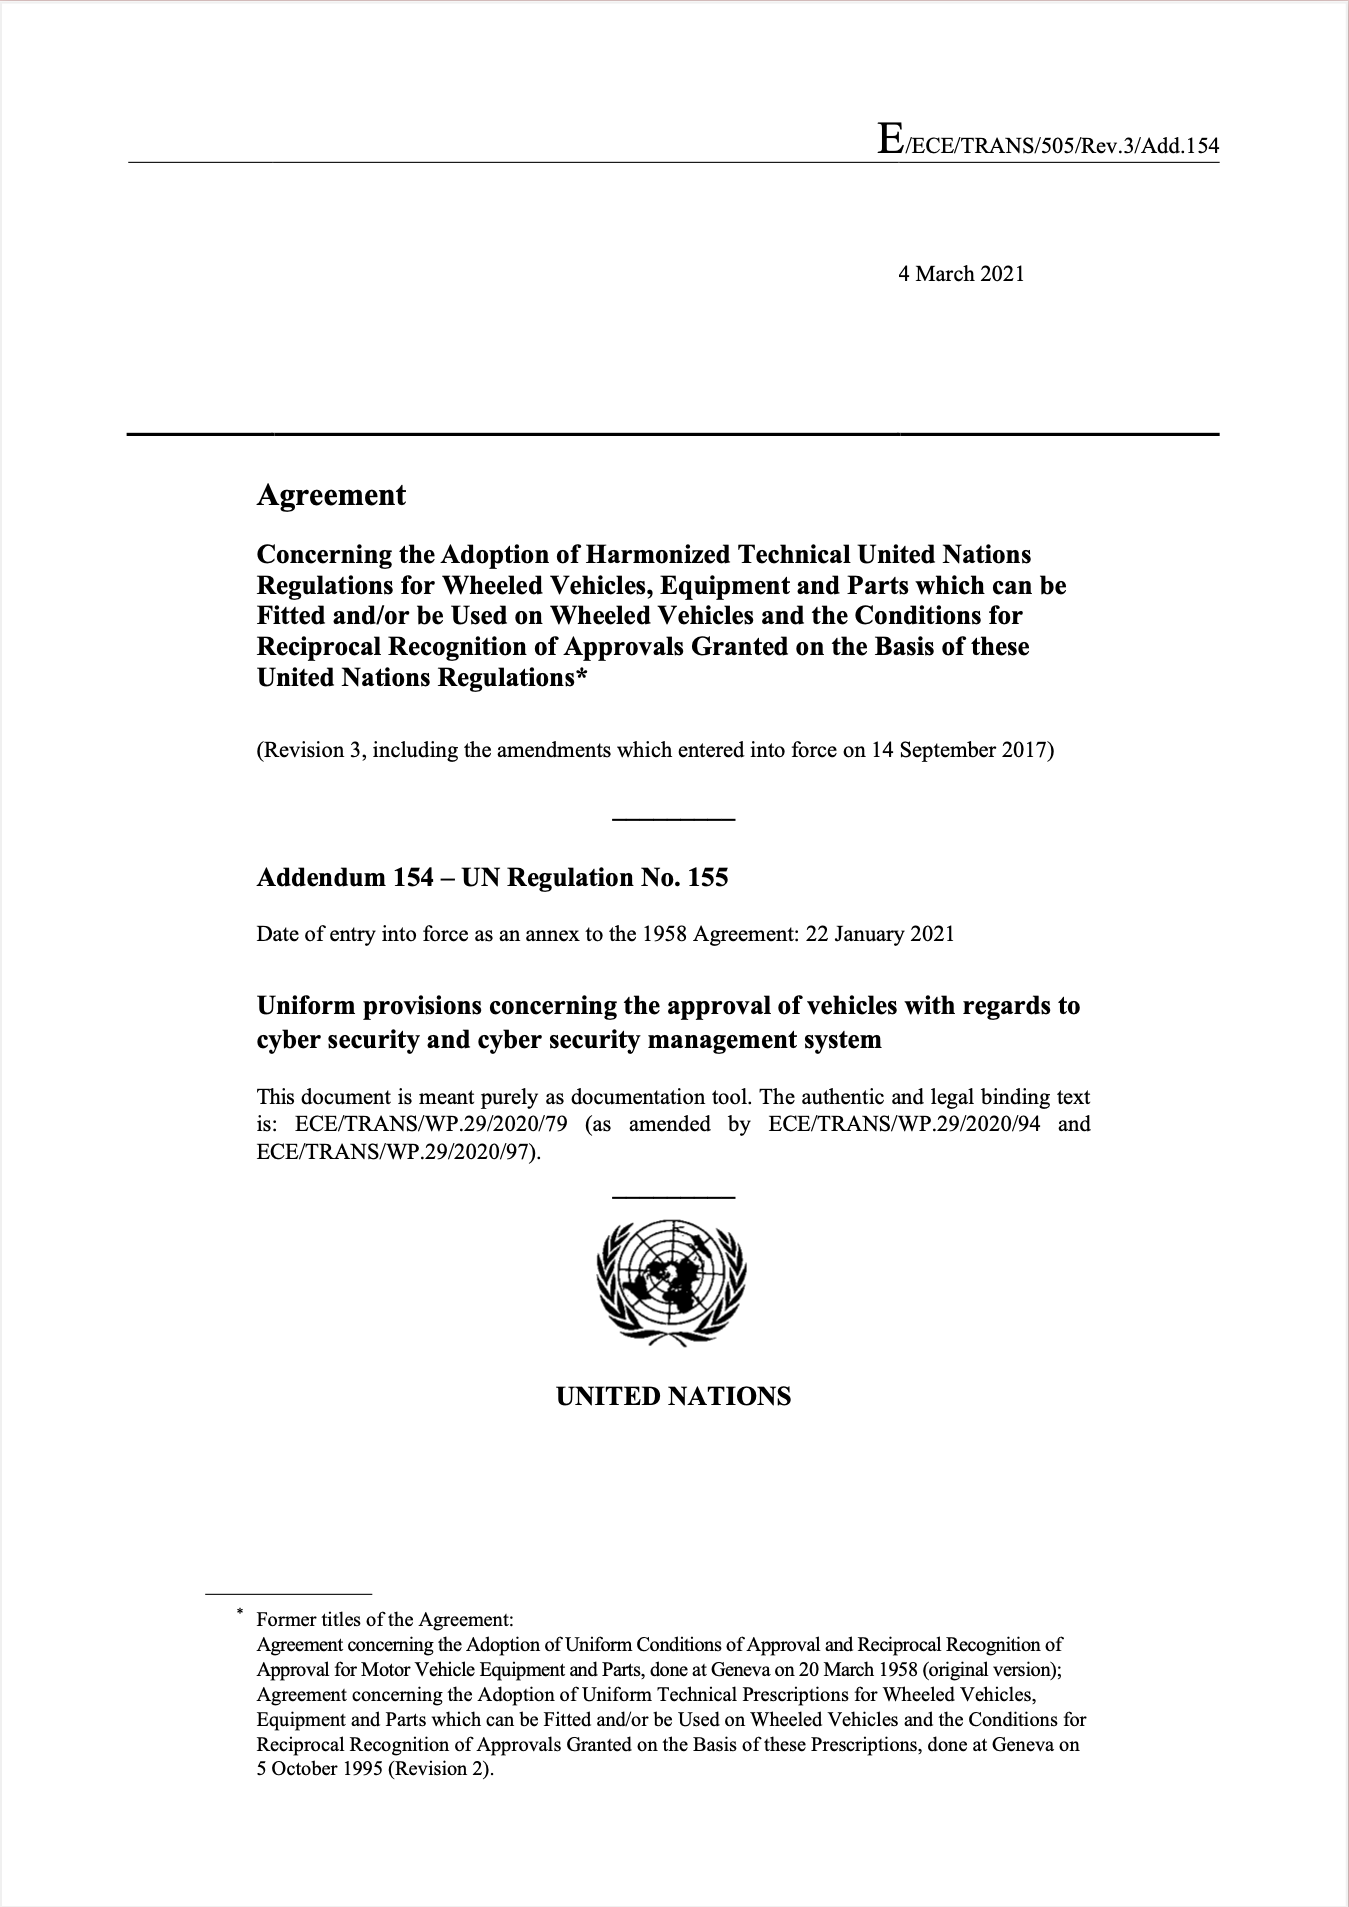 E/ECE/TRANS/505/Rev.3/Add.154
4 March 2021
Agreement
Concerning the Adoption of Harmonized Technical United Nations
Regulations for Wheeled Vehicles, Equipment and Parts which can be
Fitted and/or be Used on Wheeled Vehicles and the Conditions for
Reciprocal Recognition of Approvals Granted on the Basis of these
United Nations Regulations*
(Revision 3, including the amendments which entered into force on 14 September 2017)
Addendum 154 – UN Regulation No. 155
Date of entry into force as an annex to the 1958 Agreement: 22 January 2021
Uniform provisions concerning the approval of vehicles with regards to
cyber security and cyber security management system
This document is meant purely as documentation tool. The authentic and legal binding text
is: ECE/TRANS/WP.29/2020/79 (as amended by ECE/TRANS/WP.29/2020/94 and
ECE/TRANS/WP.29/2020/97).
UNITED NATIONS
* Former titles of the Agreement:
Agreement concerning the Adoption of Uniform Conditions of Approval and Reciprocal Recognition of
Approval for Motor Vehicle Equipment and Parts, done at Geneva on 20 March 1958 (original version);
Agreement concerning the Adoption of Uniform Technical Prescriptions for Wheeled Vehicles,
Equipment and Parts which can be Fitted and/or be Used on Wheeled Vehicles and the Conditions for
Reciprocal Recognition of Approvals Granted on the Basis of these Prescriptions, done at Geneva on
5 October 1995 (Revision 2).